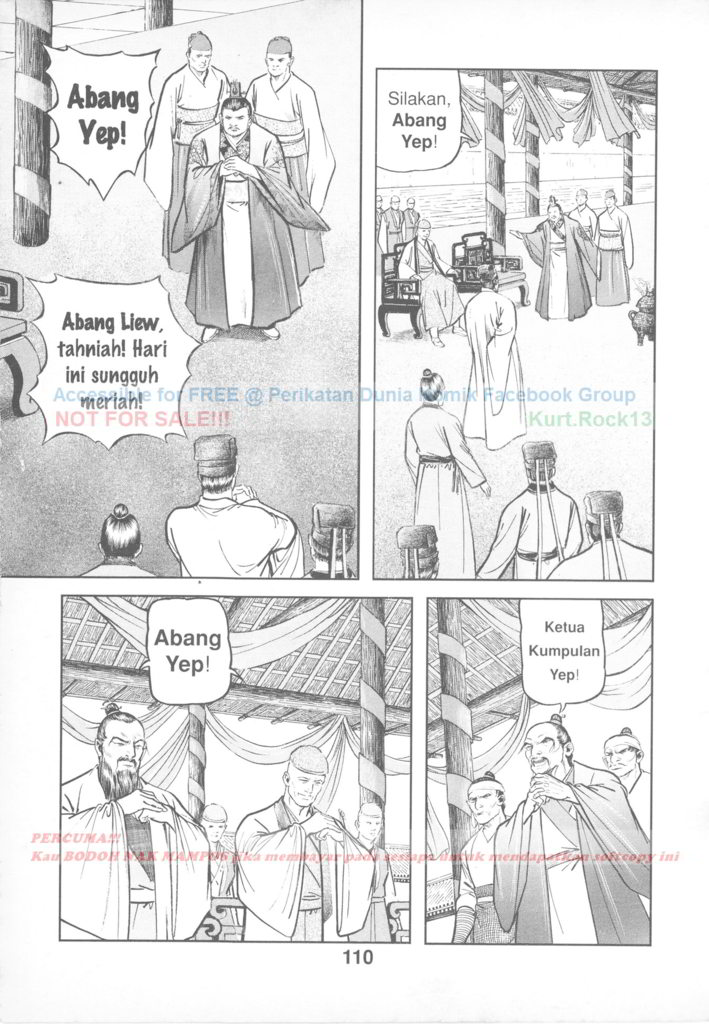 Abang
Yep!
Abang Liew,
tahniah! Hari
ini sungguh
meriah!
Silakan,
Abang
Yep!
Accessible for FREE @ Perikatan Dunia Komik Facebook Group
NOT FOR SALE!!!
Kurt.Rock13
Abang
Yep!
Ketua
Kumpulan
Yep!
PERCUMA!!!
Kau BODOH NAK MAMPUS jika membayar pada sesiapa untuk mendapatkan softcopy ini
110